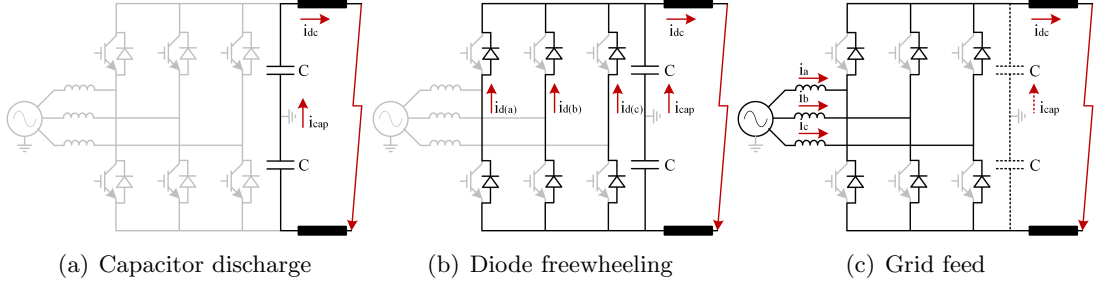 idc
C
icap
C
(a) Capacitor discharge
idc
C
id(a)
id(b)
id(c)
icap
C
(b) Diode freewheeling
idc
ia
C
ib
icap
ic
C
(c) Grid feed